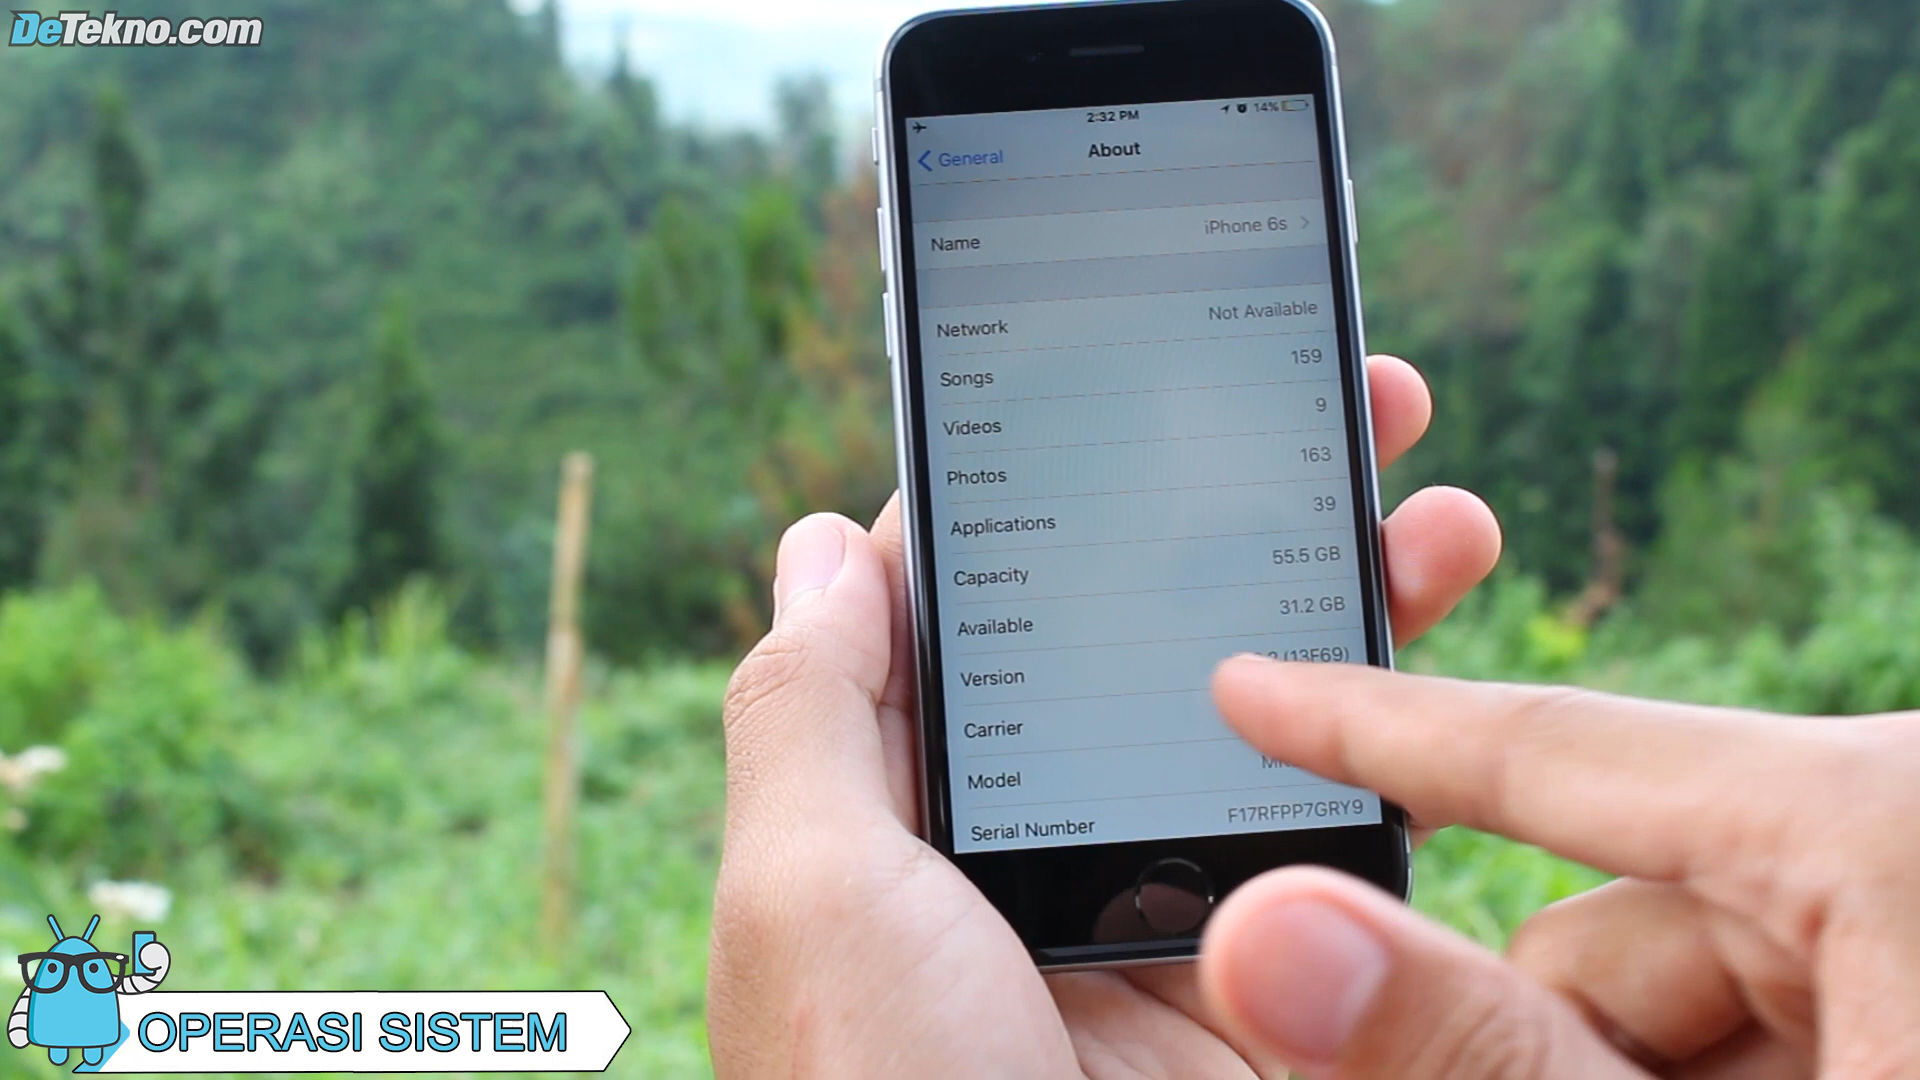 DeTekno.com
2:32 PM
14%
General
About
Name
iPhone 6s
Network
Not Available
Songs
159
Videos
9
Photos
163
Applications
39
Capacity
55.5 GB
Available
31.2 GB
Version
(13F69)
Carrier
Model
Serial Number
F17RFPP7GRY9
OPERASI SISTEM